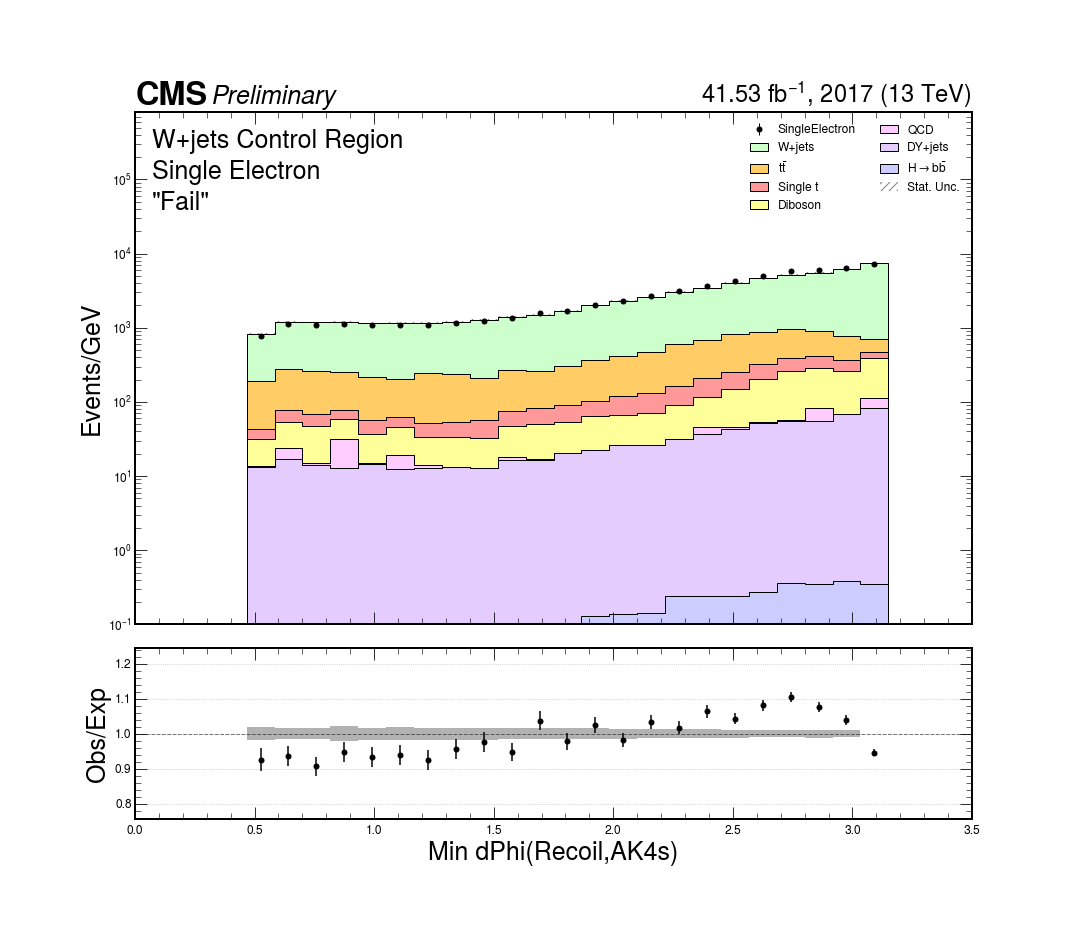 CMS Preliminary
41.53 fb⁻¹, 2017 (13 TeV)
W+jets Control Region
Single Electron
"Fail"
SingleElectron
W+jets
tt̄
Single t
Diboson
QCD
DY+jets
H→bb̄
Stat. Unc.
Events/GeV
10⁵
10⁴
10³
10²
10¹
10⁰
10⁻¹
Obs/Exp
1.2
1.1
1.0
0.9
0.8
0.0 0.5 1.0 1.5 2.0 2.5 3.0 3.5
Min dPhi(Recoil,AK4s)